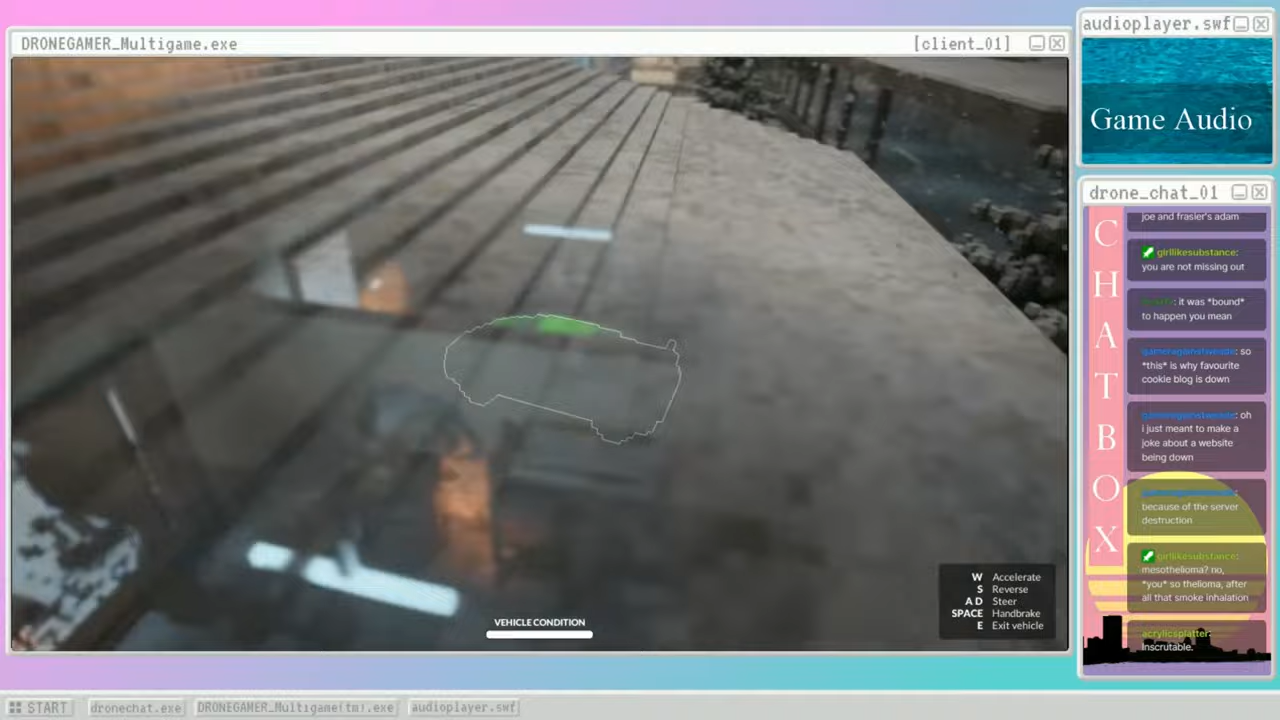 DRONEGAMER_Multigame.exe
[client_01]
audioplayer.swf
Game Audio
drone_chat_01
CHATBOX
joe and frasier's adam
girllikesubstance:
you are not missing out
: it was *bound*
to happen you mean
: so
*this* is why favourite
cookie blog is down
: oh
i just meant to make a
joke about a website
being down
because of the server
destruction
girllikesubstance:
mesothelioma? no,
*you* so thelioma, after
all that smoke inhalation
acrylicsplatter:
Inscrutable.
VEHICLE CONDITION
W Accelerate
S Reverse
A D Steer
SPACE Handbrake
E Exit vehicle
START
dronechat.exe
DRONEGAMER_Multigame(tm).exe
audioplayer.swf